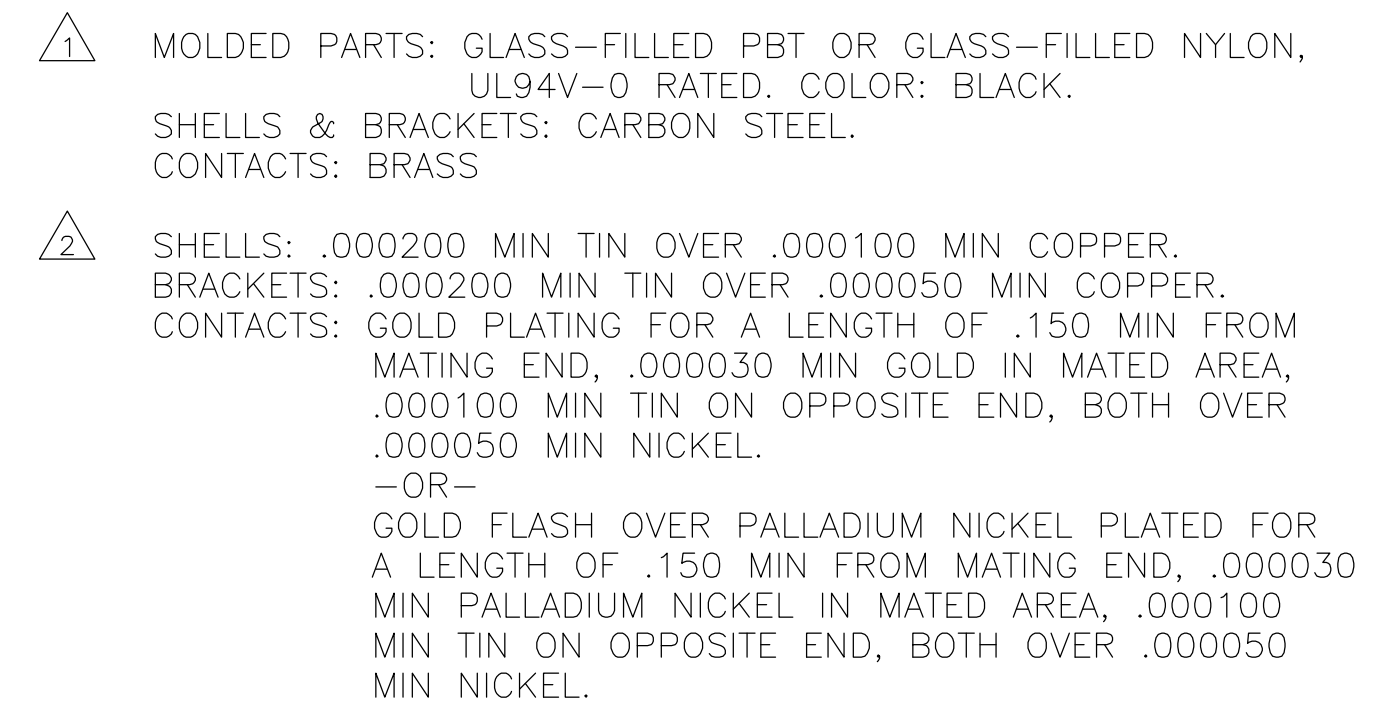 1 MOLDED PARTS: GLASS-FILLED PBT OR GLASS-FILLED NYLON,
UL94V-0 RATED. COLOR: BLACK.
SHELLS & BRACKETS: CARBON STEEL.
CONTACTS: BRASS
2 SHELLS: .000200 MIN TIN OVER .000100 MIN COPPER.
BRACKETS: .000200 MIN TIN OVER .000050 MIN COPPER.
CONTACTS: GOLD PLATING FOR A LENGTH OF .150 MIN FROM
MATING END, .000030 MIN GOLD IN MATED AREA,
.000100 MIN TIN ON OPPOSITE END, BOTH OVER
.000050 MIN NICKEL.
-OR-
GOLD FLASH OVER PALLADIUM NICKEL PLATED FOR
A LENGTH OF .150 MIN FROM MATING END, .000030
MIN PALLADIUM NICKEL IN MATED AREA, .000100
MIN TIN ON OPPOSITE END, BOTH OVER .000050
MIN NICKEL.